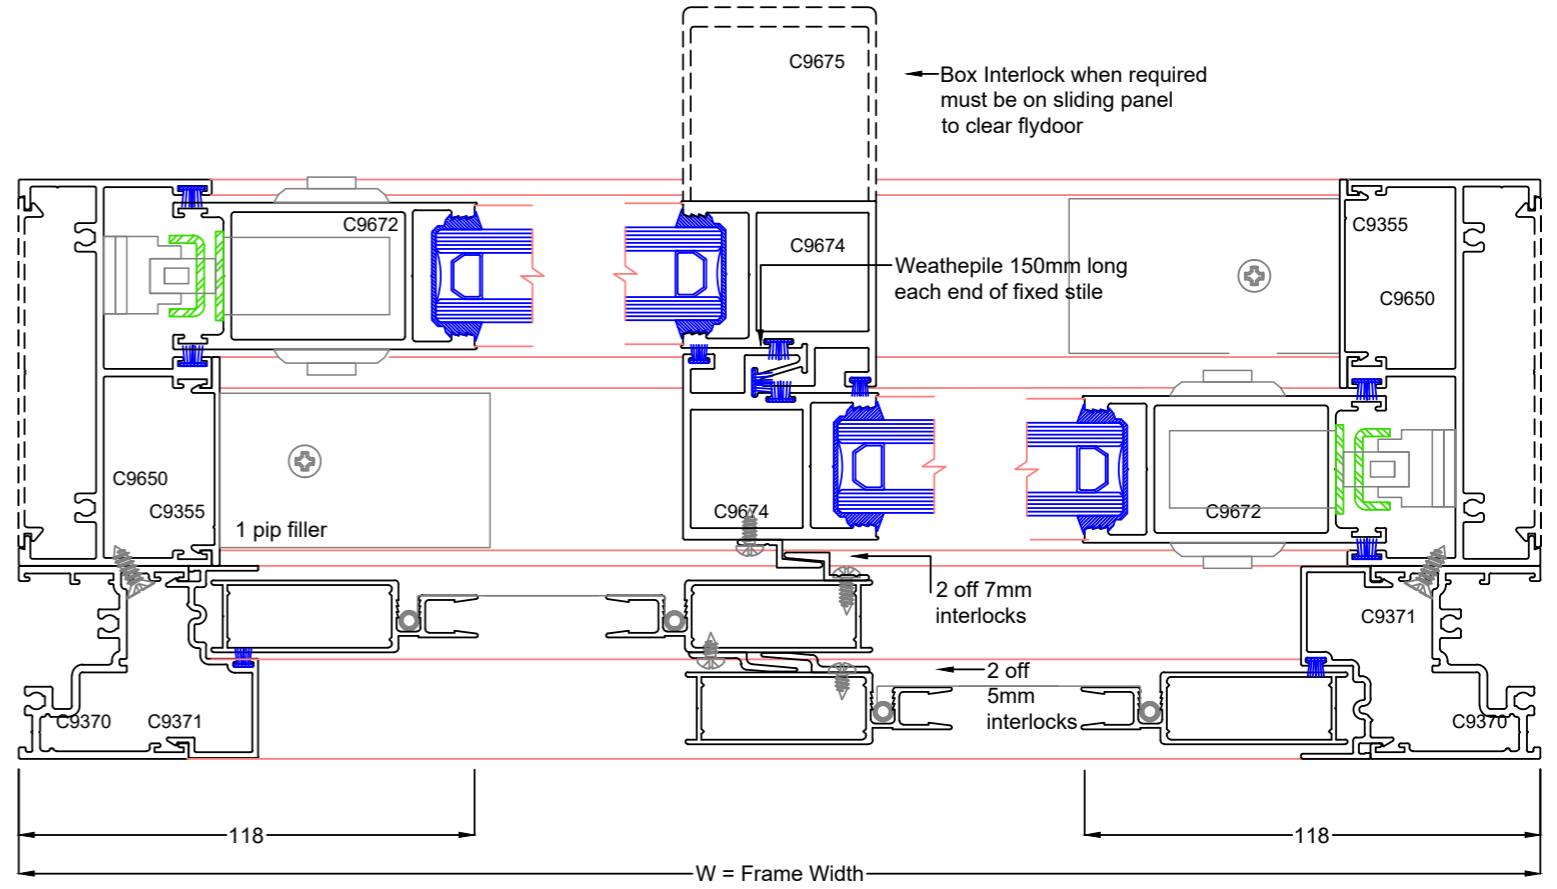 C9675
Box Interlock when required
must be on sliding panel
to clear flydoor
C9672
C9674
C9355
Weathepile 150mm long
each end of fixed stile
C9650
C9650
C9355
1 pip filler
C9674
C9672
2 off 7mm
interlocks
C9371
2 off
5mm
interlocks
C9370
C9371
C9370
118
118
W = Frame Width